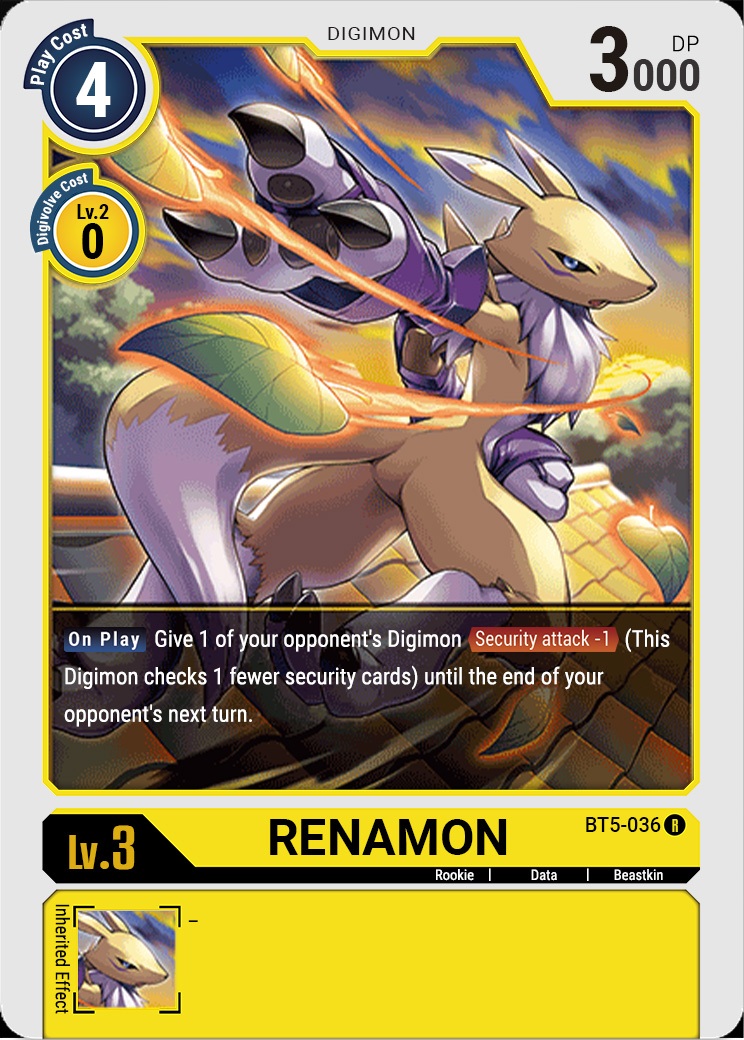 DIGIMON
Play Cost
4
DP
3000
Digivolve Cost
Lv.2
0
On Play Give 1 of your opponent's Digimon Security attack -1 (This
Digimon checks 1 fewer security cards) until the end of your
opponent's next turn.
Lv.3
RENAMON
BT5-036 R
Rookie | Data | Beastkin
Inherited Effect
–